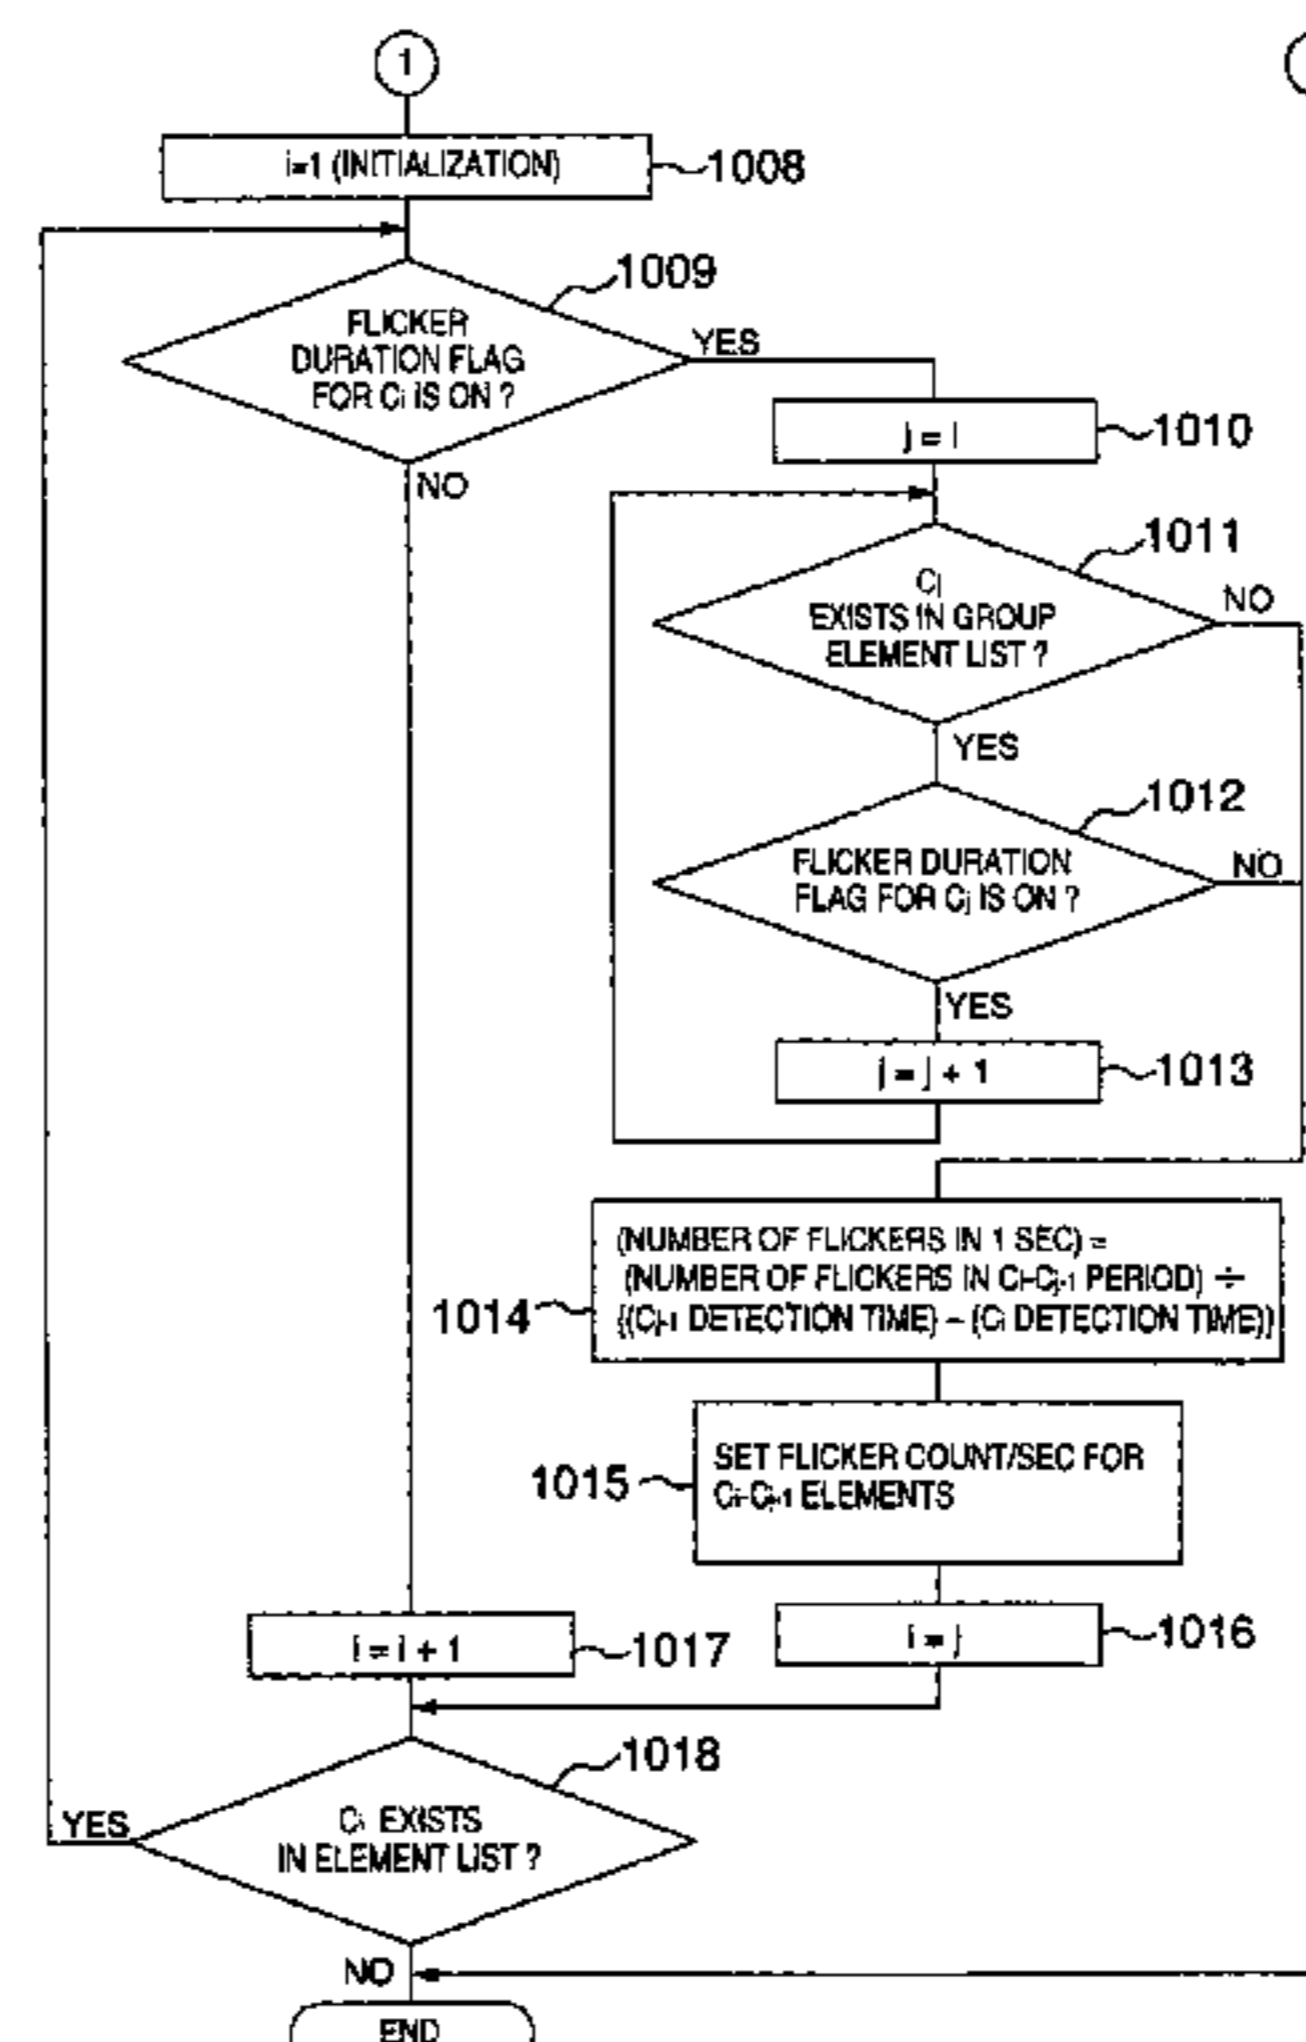 1
i=1 (INITIALIZATION)
1008
1009
FLICKER
DURATION FLAG
FOR Ci IS ON ?
YES
NO
j = i
1010
1011
Cj
EXISTS IN GROUP
ELEMENT LIST ?
NO
YES
1012
FLICKER DURATION
FLAG FOR Cj IS ON ?
NO
YES
j = j + 1
1013
(NUMBER OF FLICKERS IN 1 SEC) =
(NUMBER OF FLICKERS IN Ci-Cj-1 PERIOD) ÷
{(Cj-1 DETECTION TIME) – (Ci DETECTION TIME)}
1014
SET FLICKER COUNT/SEC FOR
Ci-Cj-1 ELEMENTS
1015
i = i + 1
1017
i = j
1016
1018
Ci EXISTS
IN ELEMENT LIST ?
YES
NO
END